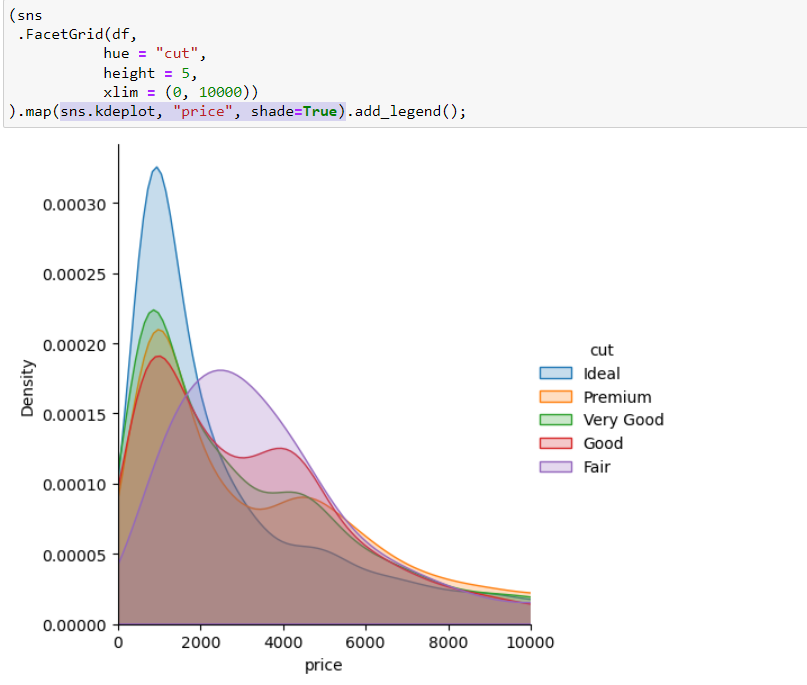 (sns
.FacetGrid(df,
hue = "cut",
height = 5,
xlim = (0, 10000))
).map(sns.kdeplot, "price", shade=True).add_legend();
0.00030
0.00025
0.00020
0.00015
0.00010
0.00005
0.00000
Density
0 2000 4000 6000 8000 10000
price
cut
Ideal
Premium
Very Good
Good
Fair